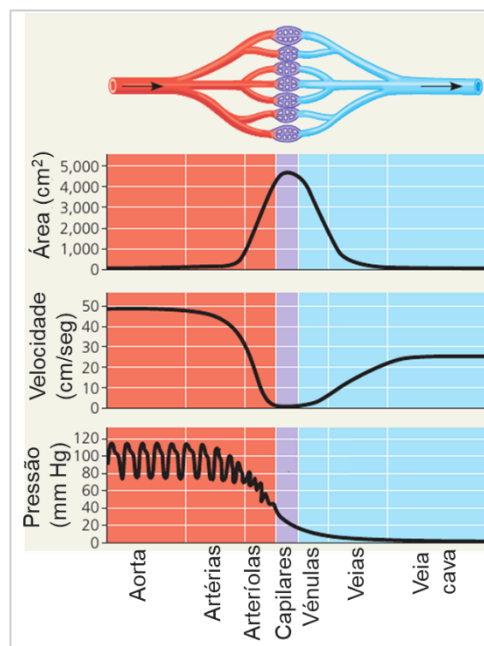 Área (cm²)
5,000
4,000
3,000
2,000
1,000
0
Velocidade
(cm/seg)
50
40
30
20
10
0
Pressão
(mm Hg)
120
100
80
60
40
20
0
Aorta
Artérias
Arteríolas
Capilares
Vénulas
Veias
Veia
cava